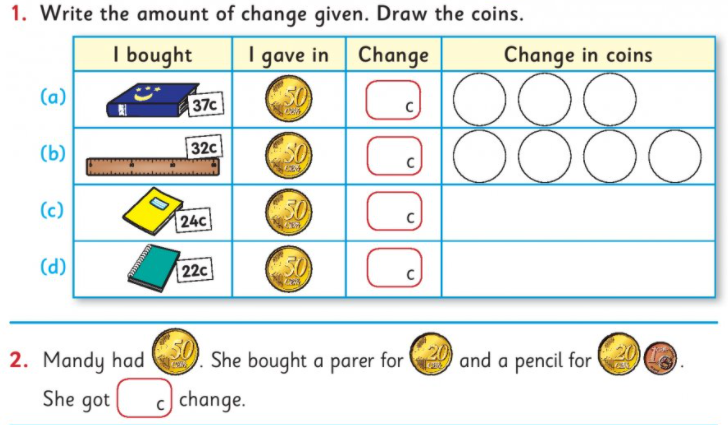 1. Write the amount of change given. Draw the coins.
I bought I gave in Change Change in coins
(a) 37c 50 c
(b) 32c 50 c
(c) 24c 50 c
(d) 22c 50 c
2. Mandy had 50. She bought a parer for 20 and a pencil for 20 1.
She got c change.